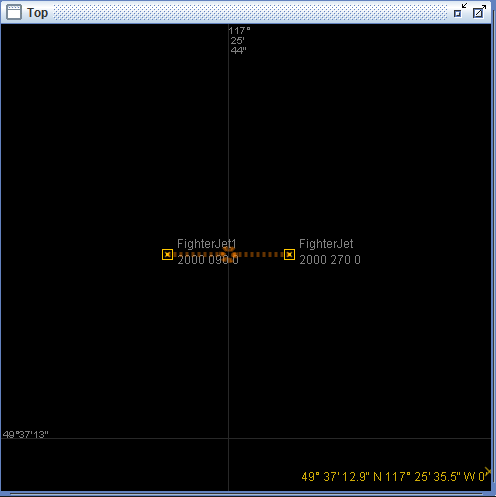 Top
117°
25'
44"
FighterJet1
2000 090 0
FighterJet
2000 270 0
49°37'13"
49° 37' 12.9" N 117° 25' 35.5" W 0°